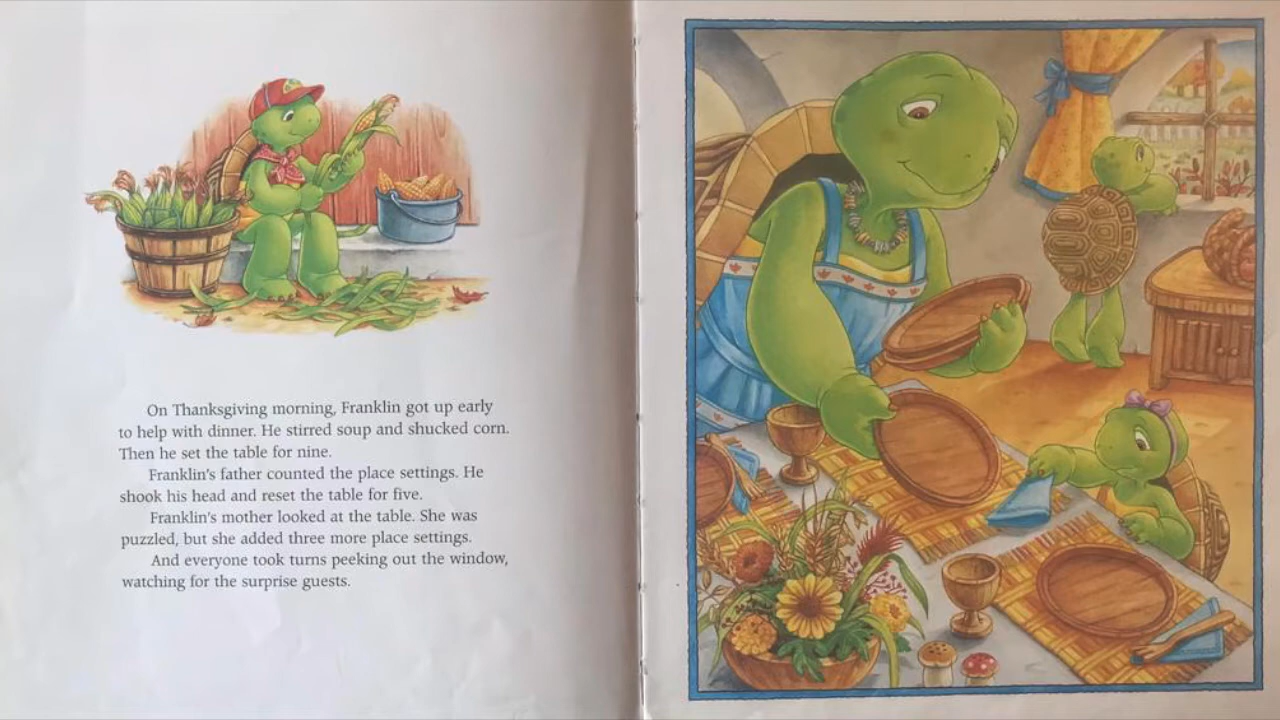 On Thanksgiving morning, Franklin got up early
to help with dinner. He stirred soup and shucked corn.
Then he set the table for nine.
Franklin's father counted the place settings. He
shook his head and reset the table for five.
Franklin's mother looked at the table. She was
puzzled, but she added three more place settings.
And everyone took turns peeking out the window,
watching for the surprise guests.